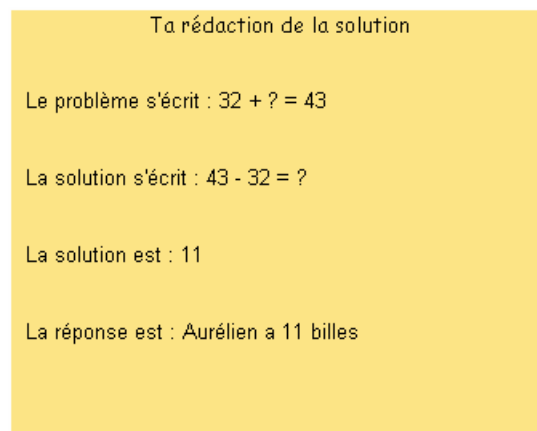 Ta rédaction de la solution
Le problème s'écrit : 32 + ? = 43
La solution s'écrit : 43 - 32 = ?
La solution est : 11
La réponse est : Aurélien a 11 billes